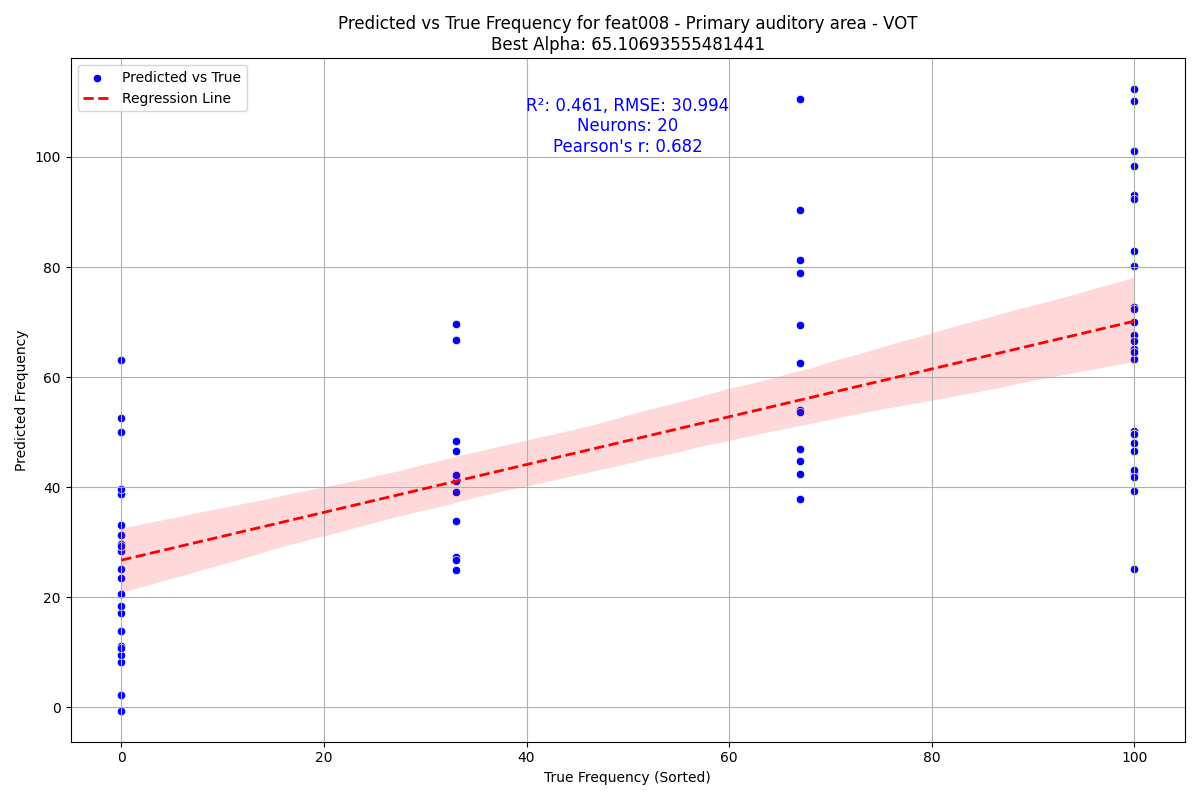 Predicted vs True Frequency for feat008 - Primary auditory area - VOT
Best Alpha: 65.10693555481441
Predicted vs True
Regression Line
R²: 0.461, RMSE: 30.994
Neurons: 20
Pearson's r: 0.682
100
80
60
40
20
0
Predicted Frequency
0 20 40 60 80 100
True Frequency (Sorted)